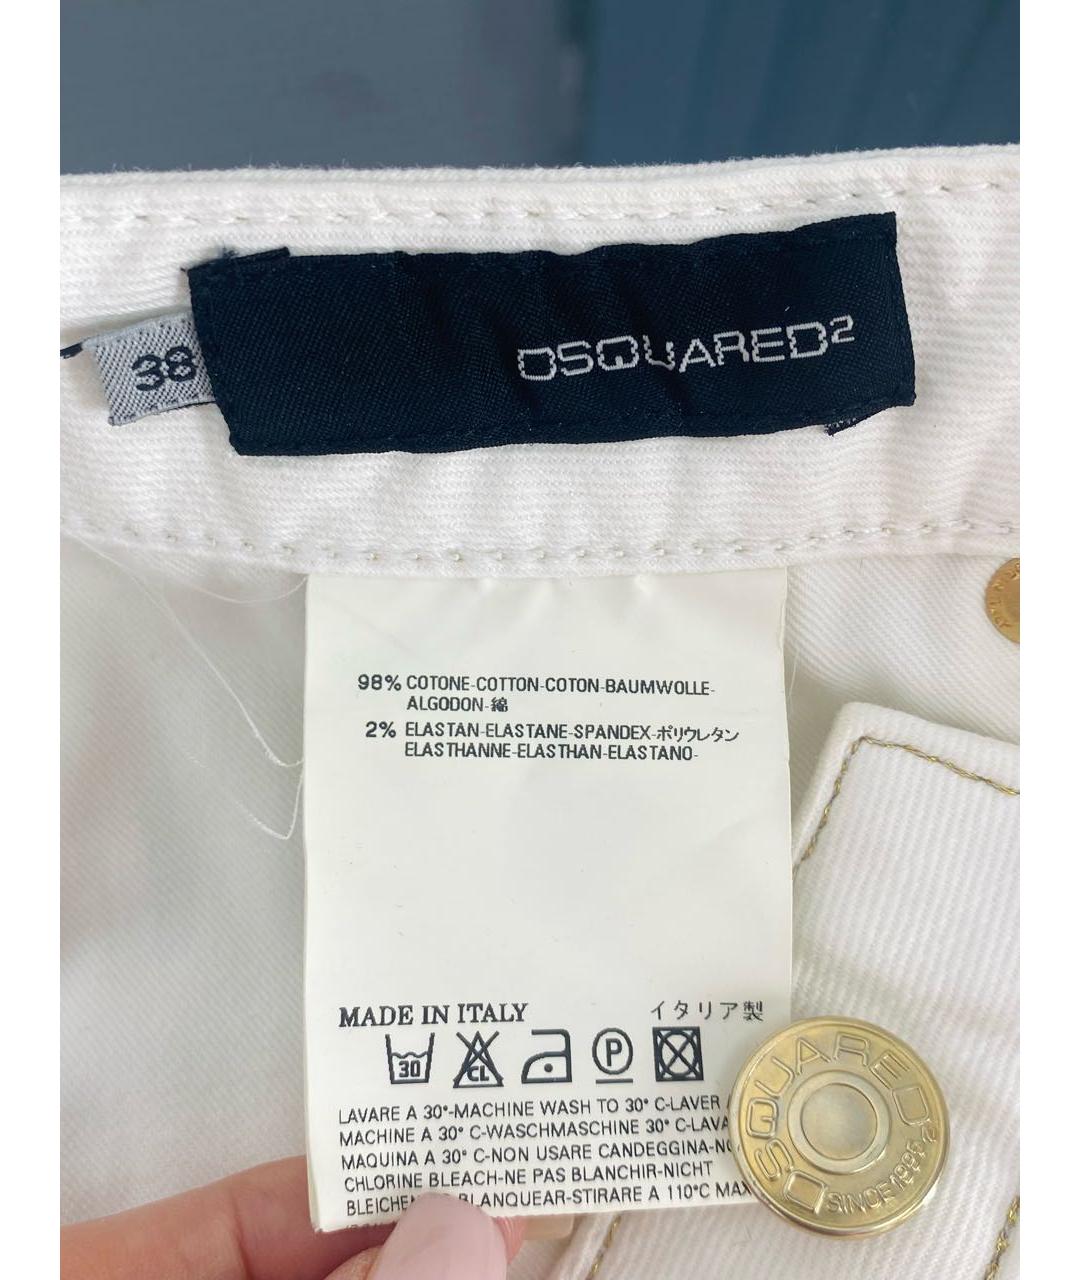 DSQUARED2
38
98% COTONE-COTTON-COTON-BAUMWOLLE-
ALGODON-綿
2% ELASTAN-ELASTANE-SPANDEX-ポリウレタン
ELASTHANNE-ELASTHAN-ELASTANO-
MADE IN ITALY イタリア製
30 CL P
LAVARE A 30°-MACHINE WASH TO 30° C-LAVER
MACHINE A 30° C-WASCHMASCHINE 30° C-LAVA
MAQUINA A 30° C-NON USARE CANDEGGINA-NO
CHLORINE BLEACH-NE PAS BLANCHIR-NICHT
BLEICHEN BLANQUEAR-STIRARE A 110°C MAX
DSQUARED2
SINCE 1995